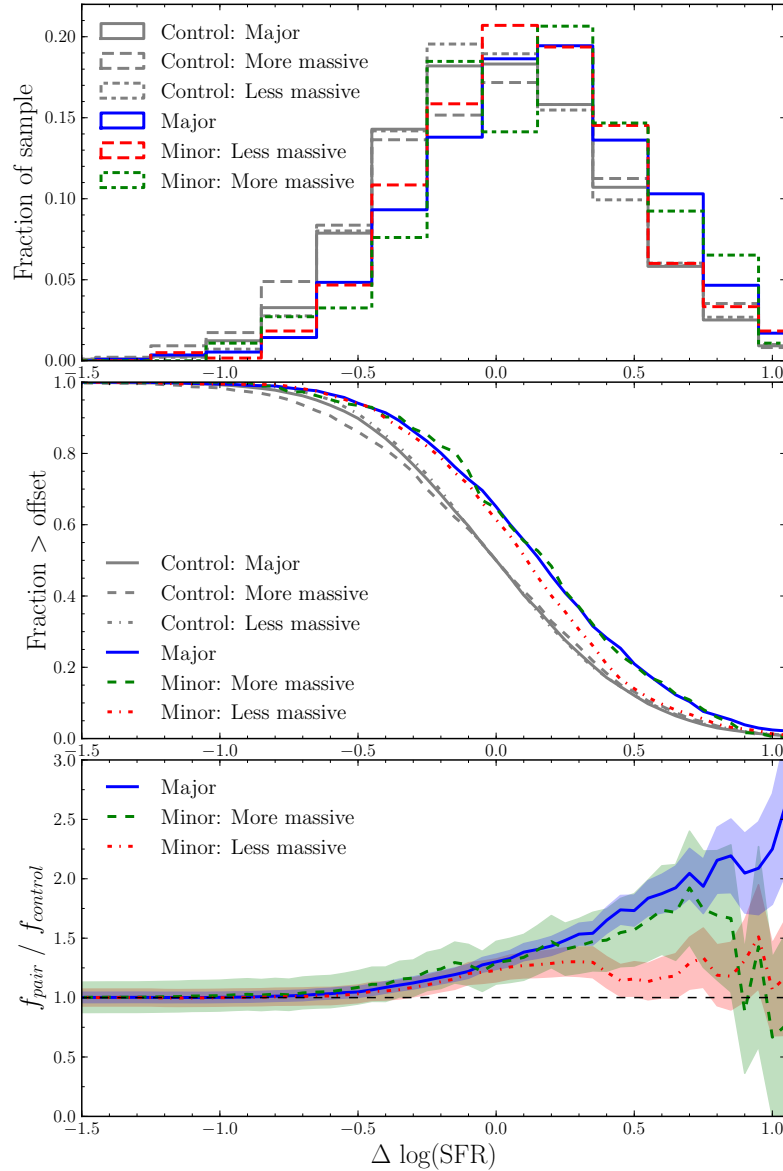 Fraction of sample
0.20
0.15
0.10
0.05
0.00
Control: Major
Control: More massive
Control: Less massive
Major
Minor: Less massive
Minor: More massive
−1.5 −1.0 −0.5 0.0 0.5 1.0
Fraction > offset
1.0
0.8
0.6
0.4
0.2
0.0
Control: Major
Control: More massive
Control: Less massive
Major
Minor: More massive
Minor: Less massive
−1.5 −1.0 −0.5 0.0 0.5 1.0
f_pair / f_control
3.0
2.5
2.0
1.5
1.0
0.5
0.0
Major
Minor: More massive
Minor: Less massive
−1.5 −1.0 −0.5 0.0 0.5 1.0
Δ log(SFR)